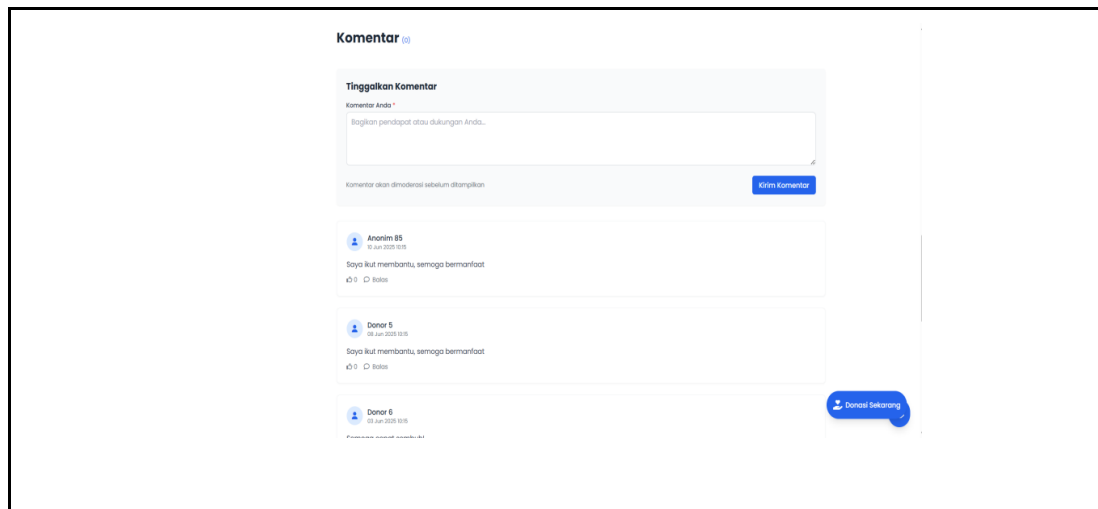 Komentar (0)
Tinggalkan Komentar
Komentar Anda *
Bagikan pendapat atau dukungan Anda...
Komentar akan dimoderasi sebelum ditampilkan
Kirim Komentar
Anonim 85
10 Jun 2025 10:15
Saya ikut membantu, semoga bermanfaat
0 Balas
Donor 5
09 Jun 2025 10:15
Saya ikut membantu, semoga bermanfaat
0 Balas
Donasi Sekarang
Donor 6
03 Jun 2025 10:15